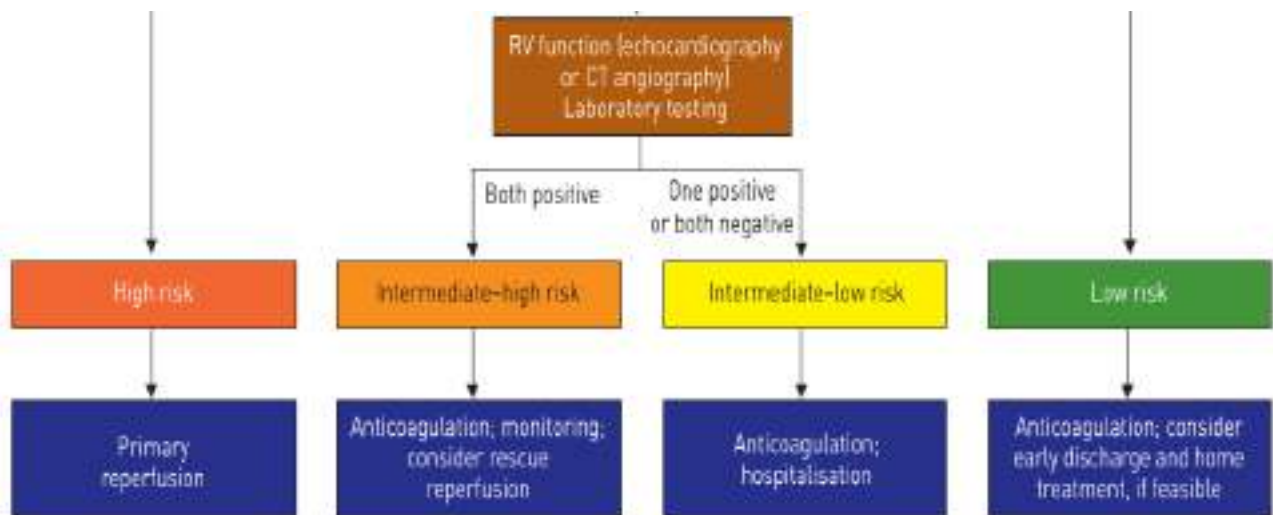 RV function (echocardiography
or CT angiography)
Laboratory testing
Both positive
One positive
or both negative
High risk
Intermediate–high risk
Intermediate–low risk
Low risk
Primary
reperfusion
Anticoagulation; monitoring;
consider rescue
reperfusion
Anticoagulation;
hospitalisation
Anticoagulation; consider
early discharge and home
treatment, if feasible